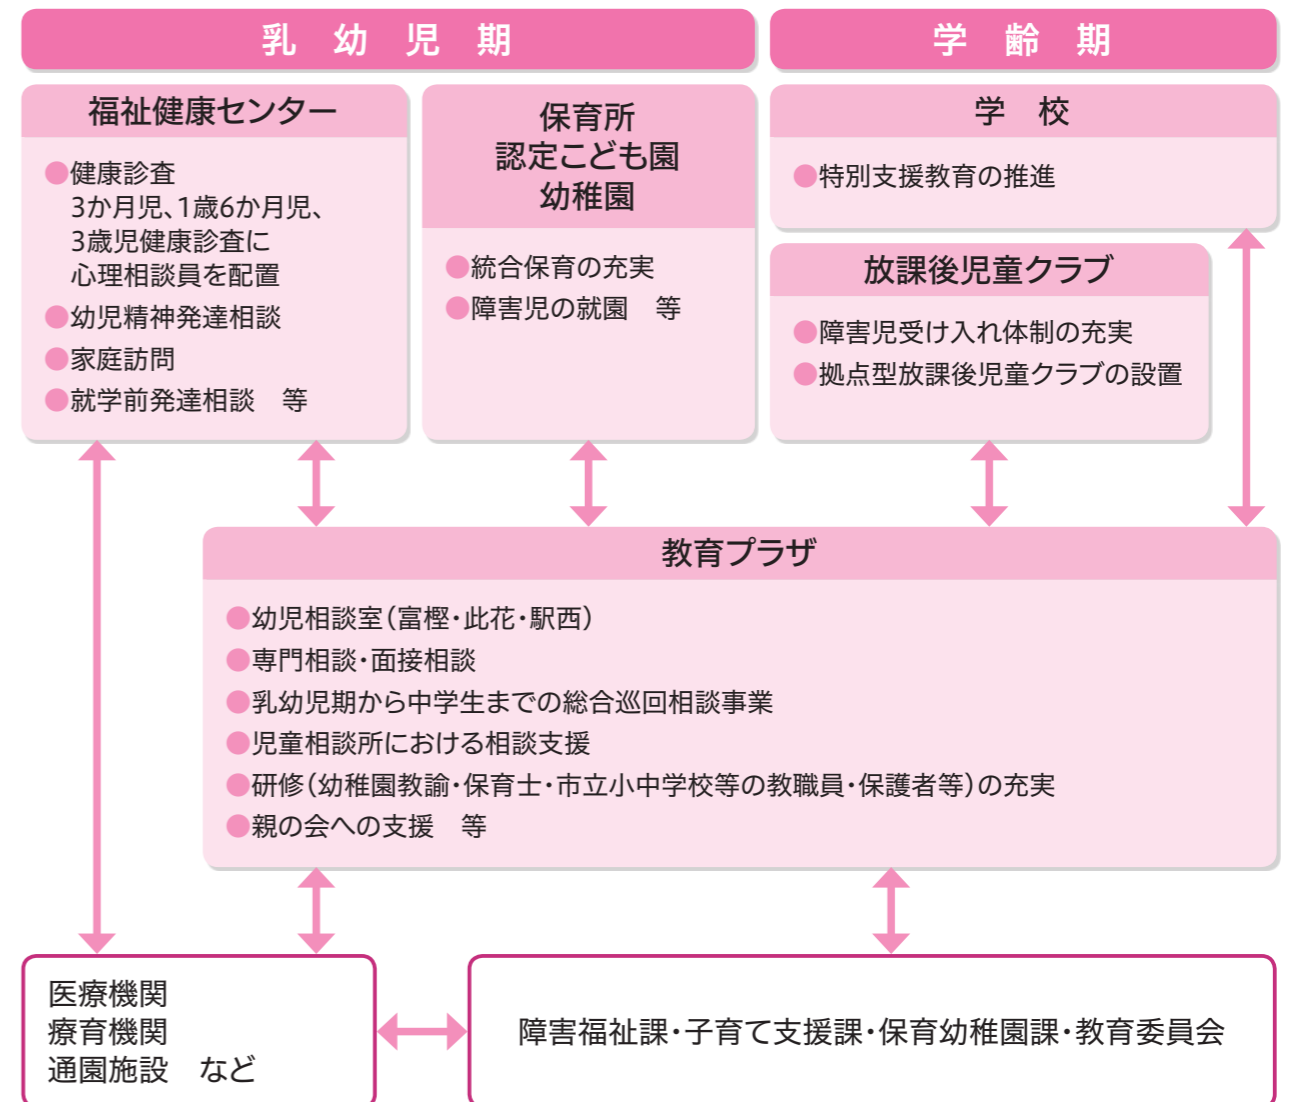 乳幼児期
学齢期
福祉健康センター
●健康診査
3か月児、1歳6か月児、
3歳児健康診査に
心理相談員を配置
●幼児精神発達相談
●家庭訪問
●就学前発達相談　等
保育所
認定こども園
幼稚園
●統合保育の充実
●障害児の就園　等
学　校
●特別支援教育の推進
放課後児童クラブ
●障害児受け入れ体制の充実
●拠点型放課後児童クラブの設置
教育プラザ
●幼児相談室（富樫・此花・駅西）
●専門相談・面接相談
●乳幼児期から中学生までの総合巡回相談事業
●児童相談所における相談支援
●研修（幼稚園教諭・保育士・市立小中学校等の教職員・保護者等）の充実
●親の会への支援　等
医療機関
療育機関
通園施設　など
障害福祉課・子育て支援課・保育幼稚園課・教育委員会